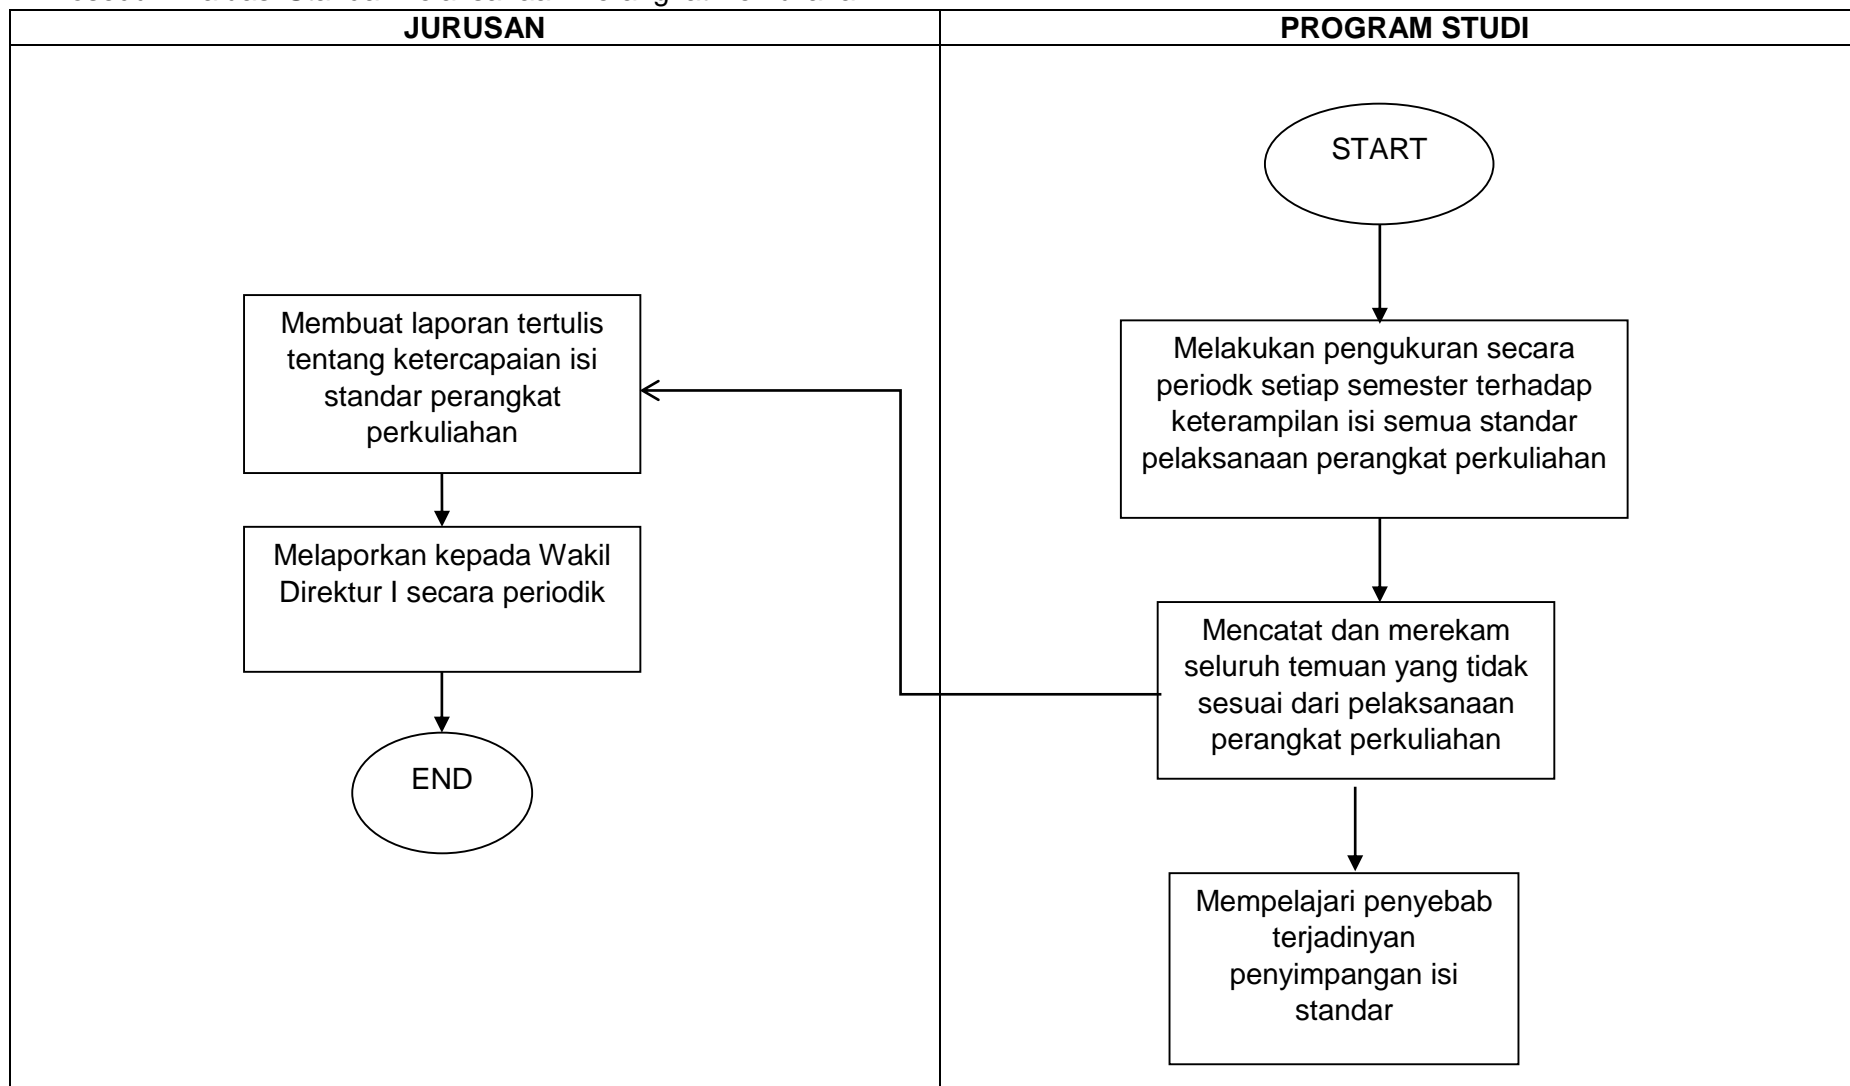 Standar
JURUSAN
PROGRAM STUDI
START
Melakukan pengukuran secara
periodk setiap semester terhadap
keterampilan isi semua standar
pelaksanaan perangkat perkuliahan
Mencatat dan merekam
seluruh temuan yang tidak
sesuai dari pelaksanaan
perangkat perkuliahan
Mempelajari penyebab
terjadinyan
penyimpangan isi
standar
Membuat laporan tertulis
tentang ketercapaian isi
standar perangkat
perkuliahan
Melaporkan kepada Wakil
Direktur I secara periodik
END